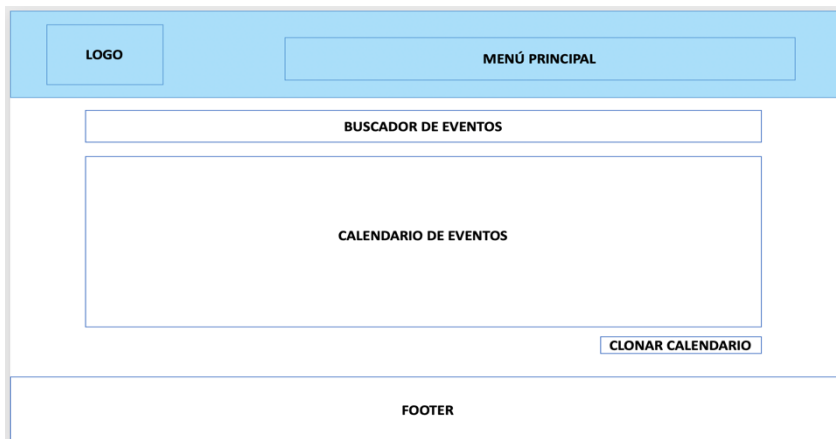 LOGO
MENÚ PRINCIPAL
BUSCADOR DE EVENTOS
CALENDARIO DE EVENTOS
CLONAR CALENDARIO
FOOTER